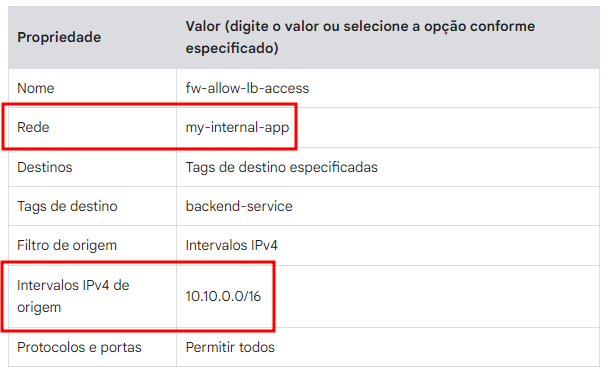 Propriedade
Valor (digite o valor ou selecione a opção conforme
especificado)
Nome
fw-allow-lb-access
Rede
my-internal-app
Destinos
Tags de destino especificadas
Tags de destino
backend-service
Filtro de origem
Intervalos IPv4
Intervalos IPv4 de
origem
10.10.0.0/16
Protocolos e portas
Permitir todos